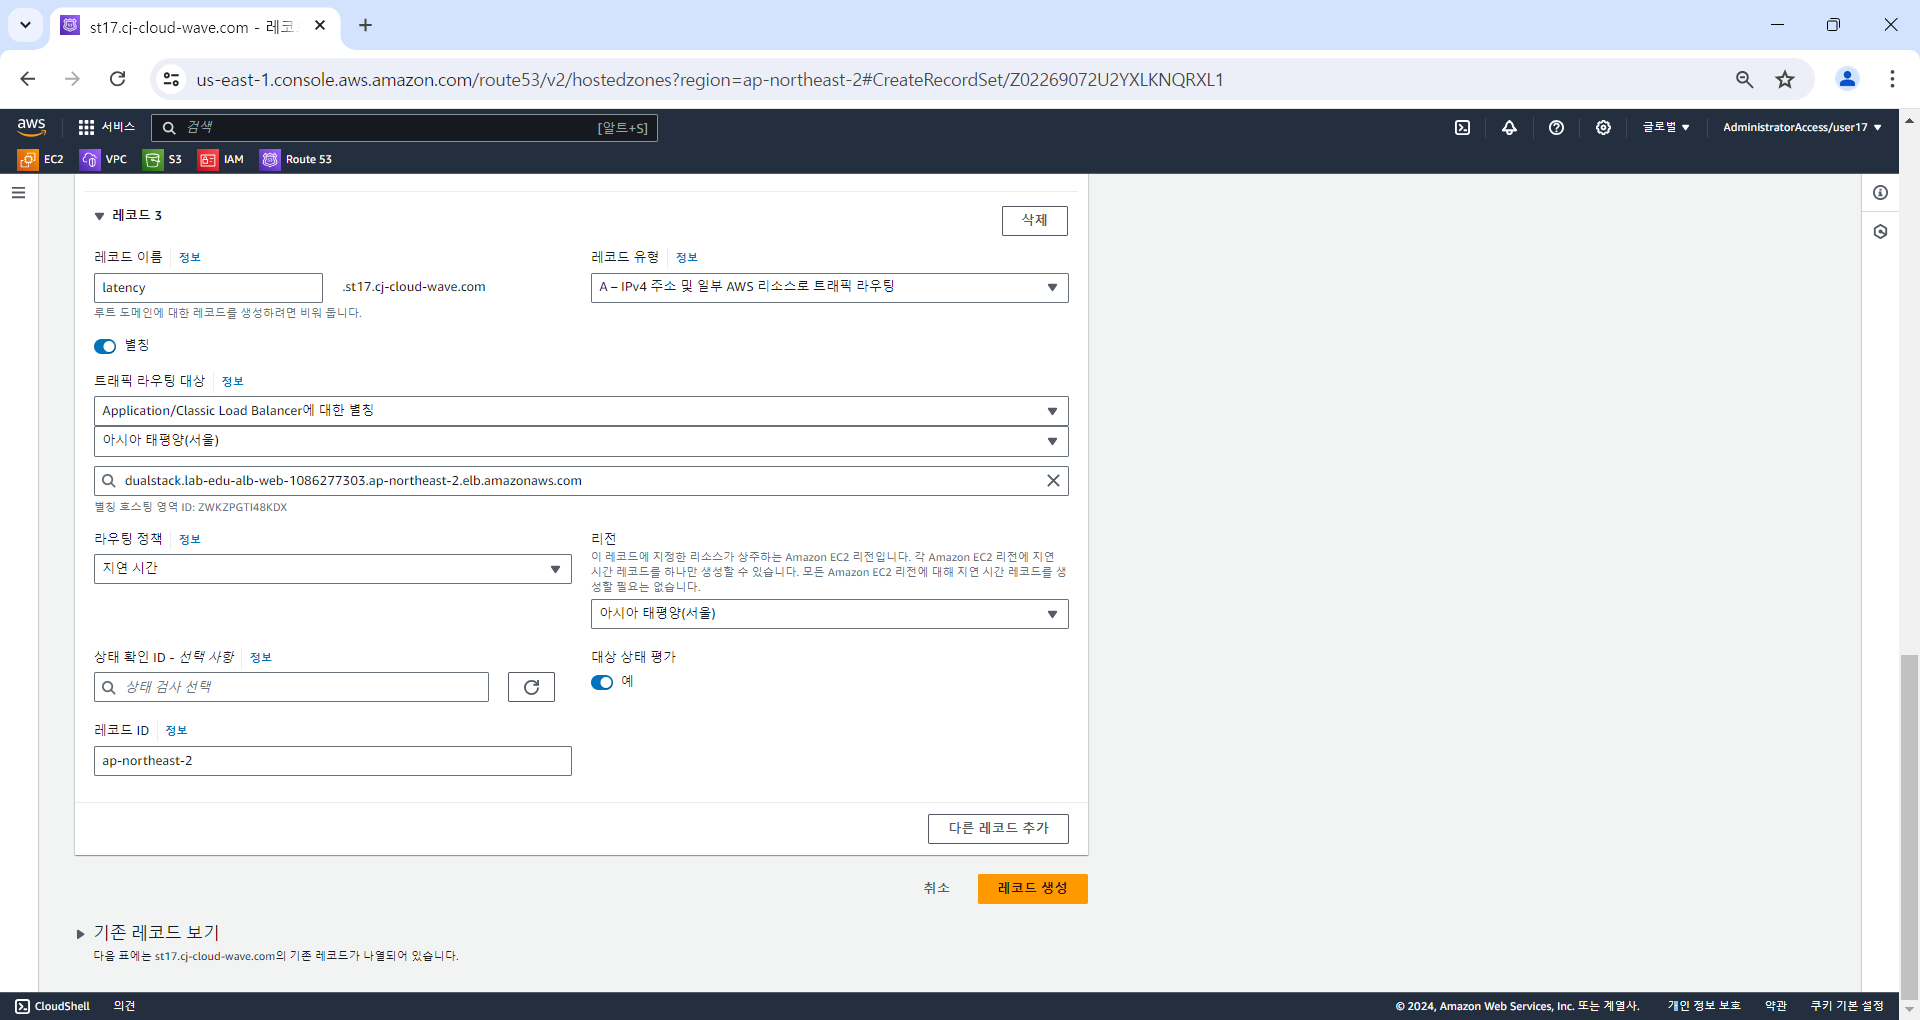 st17.cj-cloud-wave.com - 레코
us-east-1.console.aws.amazon.com/route53/v2/hostedzones?region=ap-northeast-2#CreateRecordSet/Z02269072U2YXLKNQRXL1
aws
서비스
검색
[알트+S]
글로벌
AdministratorAccess/user17
EC2
VPC
S3
IAM
Route 53
레코드 3
삭제
레코드 이름
정보
레코드 유형
정보
latency
.st17.cj-cloud-wave.com
A – IPv4 주소 및 일부 AWS 리소스로 트래픽 라우팅
루트 도메인에 대한 레코드를 생성하려면 비워 둡니다.
별칭
트래픽 라우팅 대상
정보
Application/Classic Load Balancer에 대한 별칭
아시아 태평양(서울)
dualstack.lab-edu-alb-web-1086277303.ap-northeast-2.elb.amazonaws.com
별칭 호스팅 영역 ID: ZWKZPGTI48KDX
라우팅 정책
정보
지연 시간
리전
이 레코드에 지정한 리소스가 상주하는 Amazon EC2 리전입니다. 각 Amazon EC2 리전에 지연
시간 레코드를 하나만 생성할 수 있습니다. 모든 Amazon EC2 리전에 대해 지연 시간 레코드를 생
성할 필요는 없습니다.
아시아 태평양(서울)
상태 확인 ID - 선택 사항
정보
상태 검사 선택
대상 상태 평가
예
레코드 ID
정보
ap-northeast-2
다른 레코드 추가
취소
레코드 생성
기존 레코드 보기
다음 표에는 st17.cj-cloud-wave.com의 기존 레코드가 나열되어 있습니다.
CloudShell
의견
© 2024, Amazon Web Services, Inc. 또는 계열사.
개인 정보 보호
약관
쿠키 기본 설정